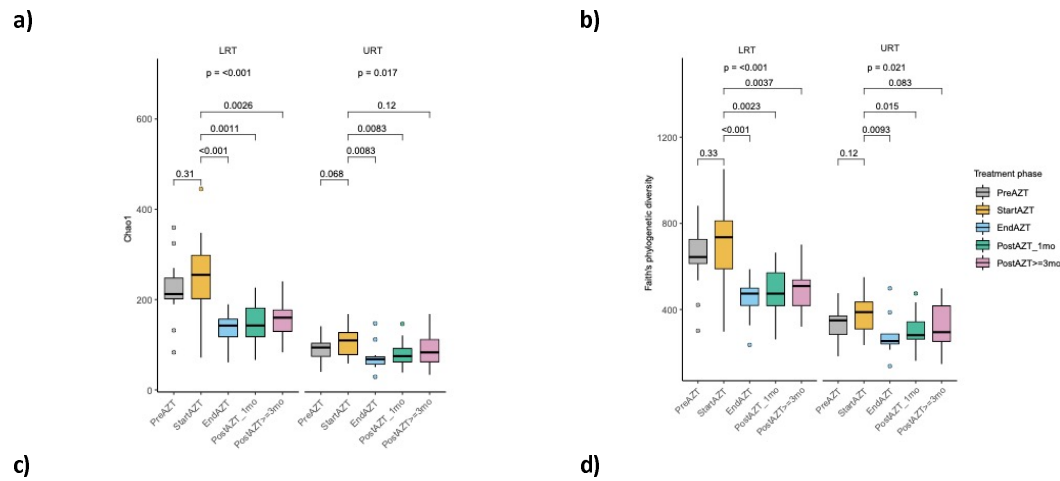 a)
LRT
URT
p = <0.001
p = 0.017
0.0026
0.12
0.0011
0.0083
<0.001
0.0083
0.31
0.068
600
400
200
0
Chao1
PreAZT
StartAZT
EndAZT
PostAZT_1mo
PostAZT>=3mo
PreAZT
StartAZT
EndAZT
PostAZT_1mo
PostAZT>=3mo
b)
LRT
URT
p = <0.001
p = 0.021
0.0037
0.083
0.0023
0.015
<0.001
0.0093
0.33
0.12
1200
800
400
Faith's phylogenetic diversity
PreAZT
StartAZT
EndAZT
PostAZT_1mo
PostAZT>=3mo
PreAZT
StartAZT
EndAZT
PostAZT_1mo
PostAZT>=3mo
Treatment phase
PreAZT
StartAZT
EndAZT
PostAZT_1mo
PostAZT>=3mo
c)
d)